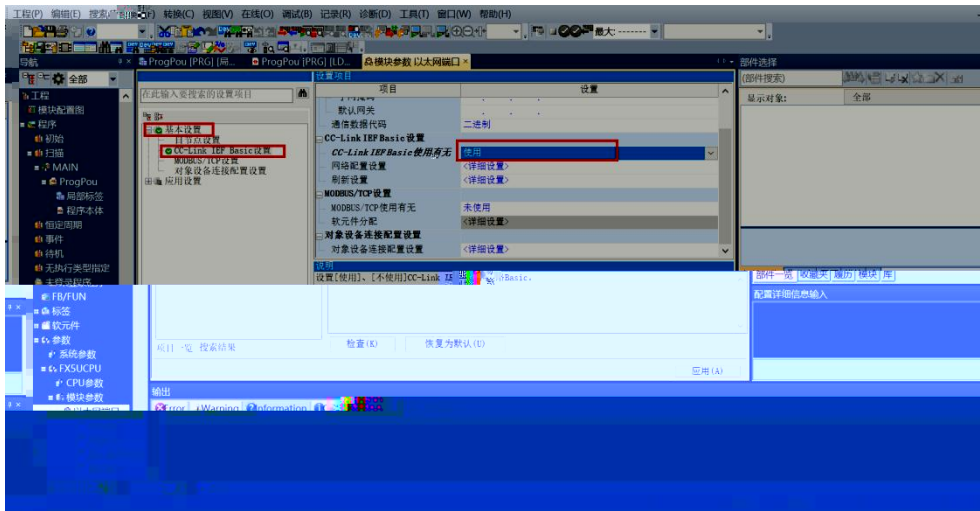 工程(P) 编辑(E) 转换(C) 视图(V) 在线(O) 调试(B) 记录(R) 诊断(D) 工具(T) 窗口(W) 帮助(H)
最大: -------
导航
ProgPou [PRG] [局...
ProgPou [PRG] [LD...
模块参数 以太网端口
部件选择
全部
在此输入要搜索的设置项目
设置项目
(部件搜索)
显示对象: 全部
项目 设置
工程
模块配置图
程序
初始
扫描
MAIN
ProgPou
局部标签
程序本体
恒定周期
事件
待机
无执行类型指定
FB/FUN
标签
软元件
参数
系统参数
FX5UCPU
CPU参数
模块参数
基本设置
自节点设置
CC-Link IEF Basic设置
MODBUS/TCP设置
对象设备连接配置设置
应用设置
默认网关
通信数据代码 二进制
CC-Link IEF Basic 设置
CC-Link IEF Basic使用有无 使用
网络配置设置 <详细设置>
刷新设置 <详细设置>
MODBUS/TCP设置
MODBUS/TCP使用有无 未使用
软元件分配 <详细设置>
对象设备连接配置设置
对象设备连接配置设置 <详细设置>
说明
设置[使用]、[不使用]CC-Link
Basic.
部件一览 收藏夹 履历 模块 库
配置详细信息输入
项目一览 搜索结果
检查(K) 恢复为默认(U)
应用(A)
输出
Error Warning Information